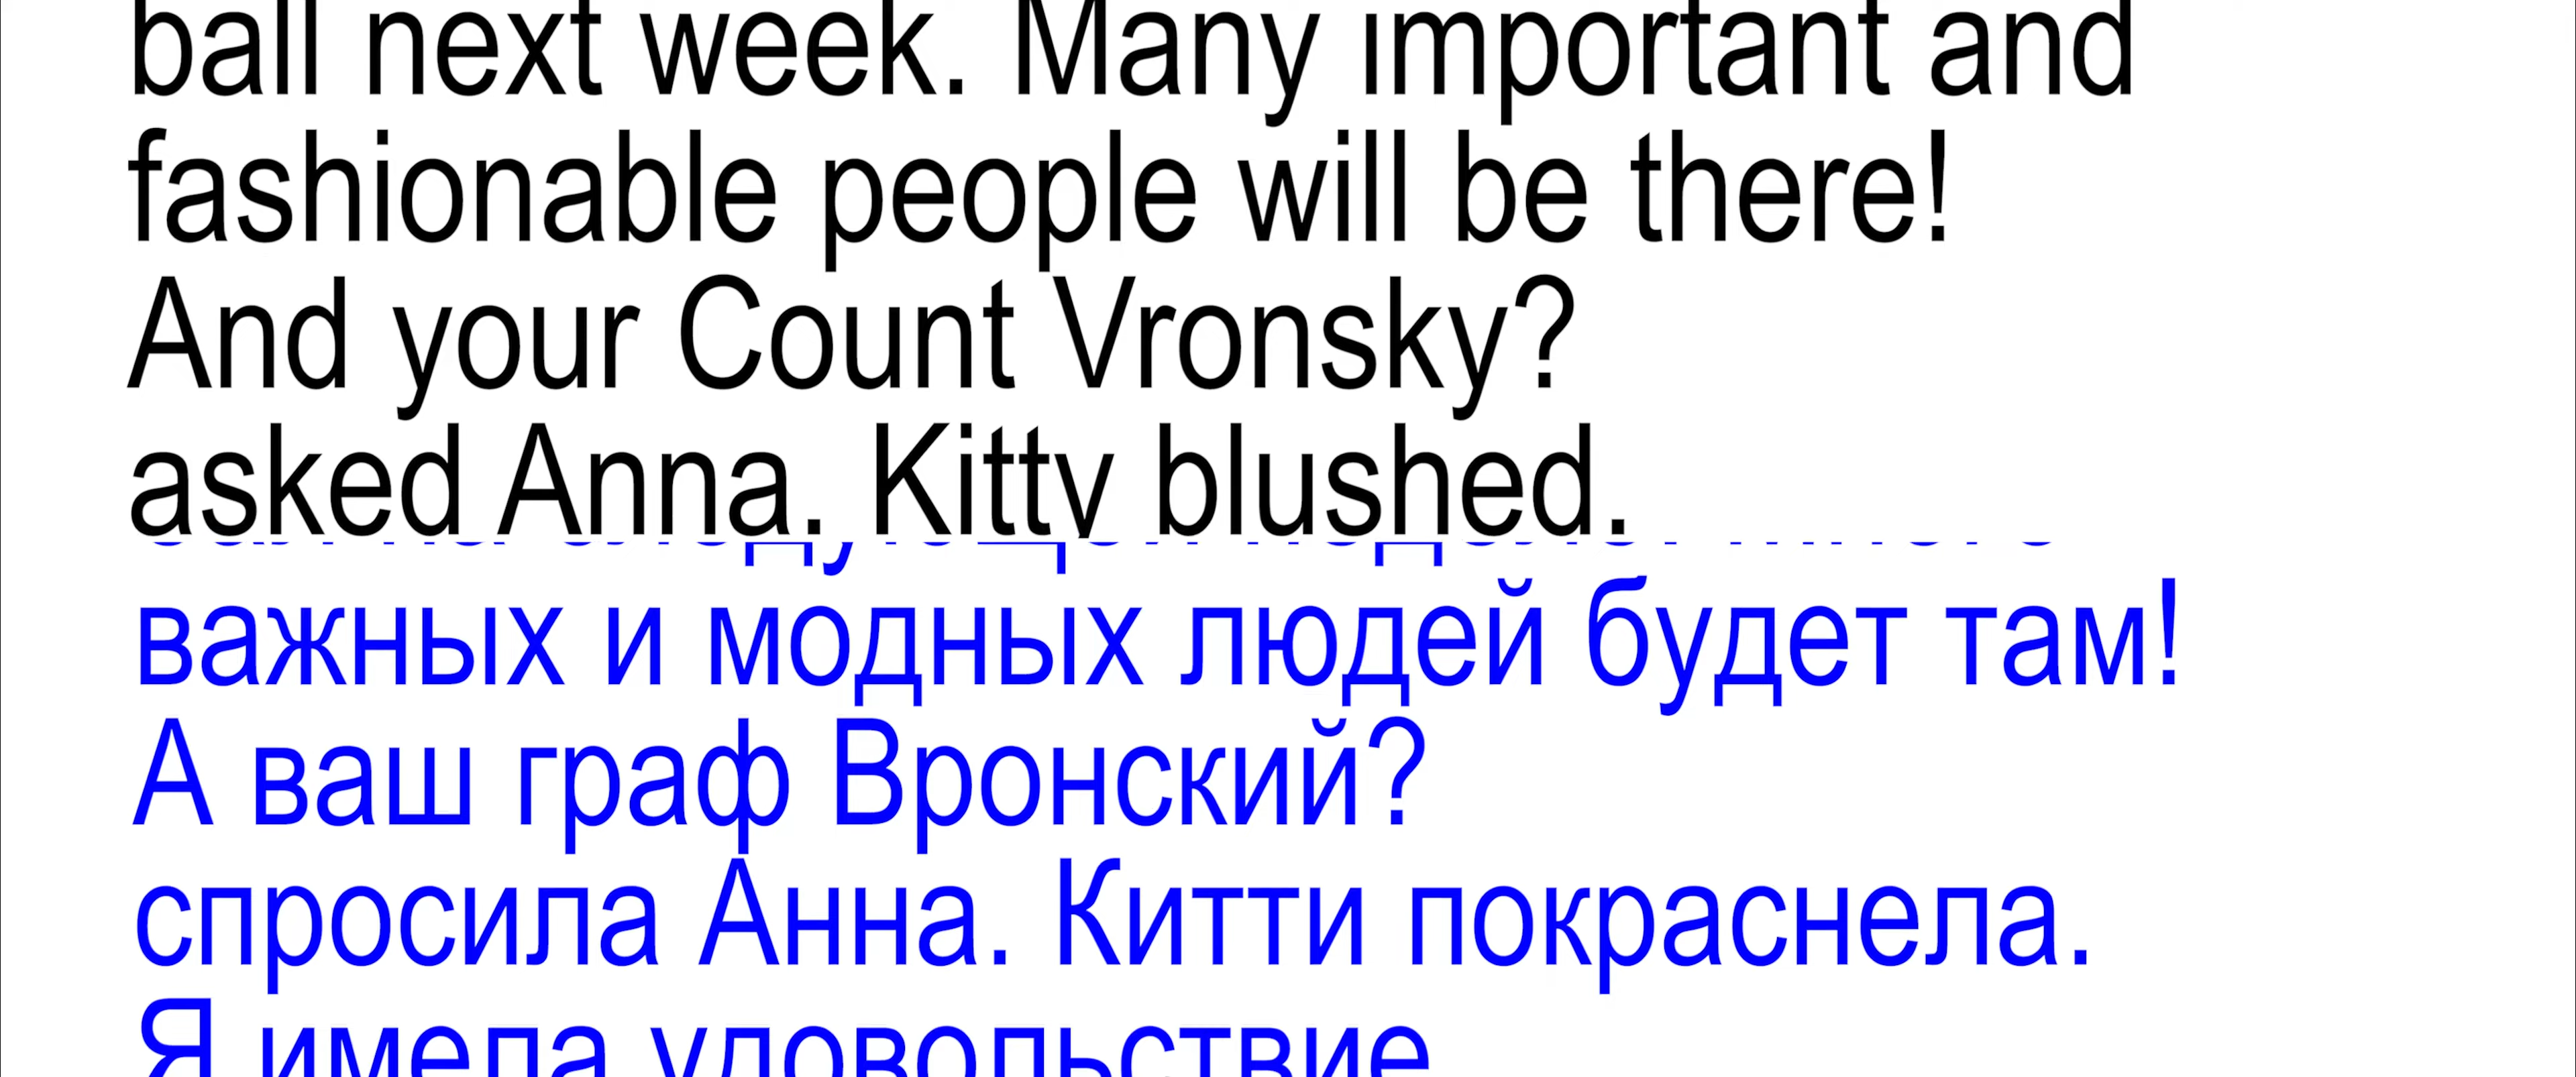 ball next week. Many important and
fashionable people will be there!
And your Count Vronsky?
asked Anna. Kitty blushed.
важных и модных людей будет там!
А ваш граф Вронский?
спросила Анна. Китти покраснела.
Я имела удовольствие